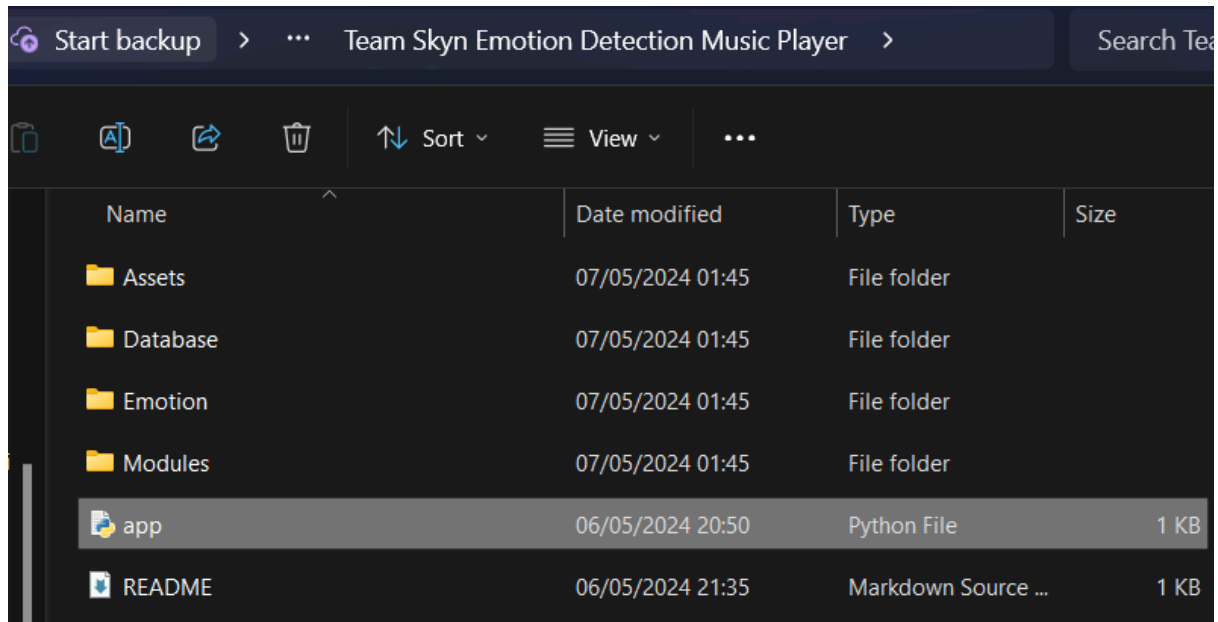 Start backup > ... Team Skyn Emotion Detection Music Player > Search Tea
Sort View
Name Date modified Type Size
Assets 07/05/2024 01:45 File folder
Database 07/05/2024 01:45 File folder
Emotion 07/05/2024 01:45 File folder
Modules 07/05/2024 01:45 File folder
app 06/05/2024 20:50 Python File 1 KB
README 06/05/2024 21:35 Markdown Source ... 1 KB